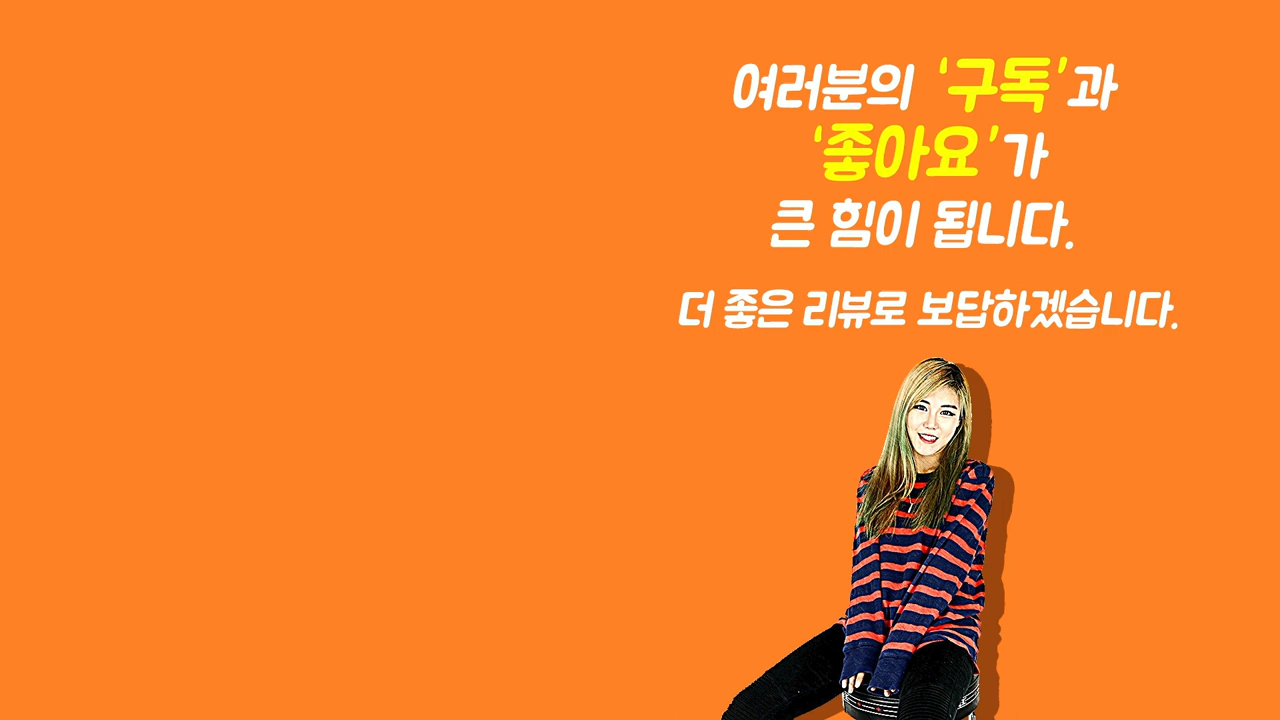 여러분의 '구독'과
'좋아요'가
큰 힘이 됩니다.
더 좋은 리뷰로 보답하겠습니다.